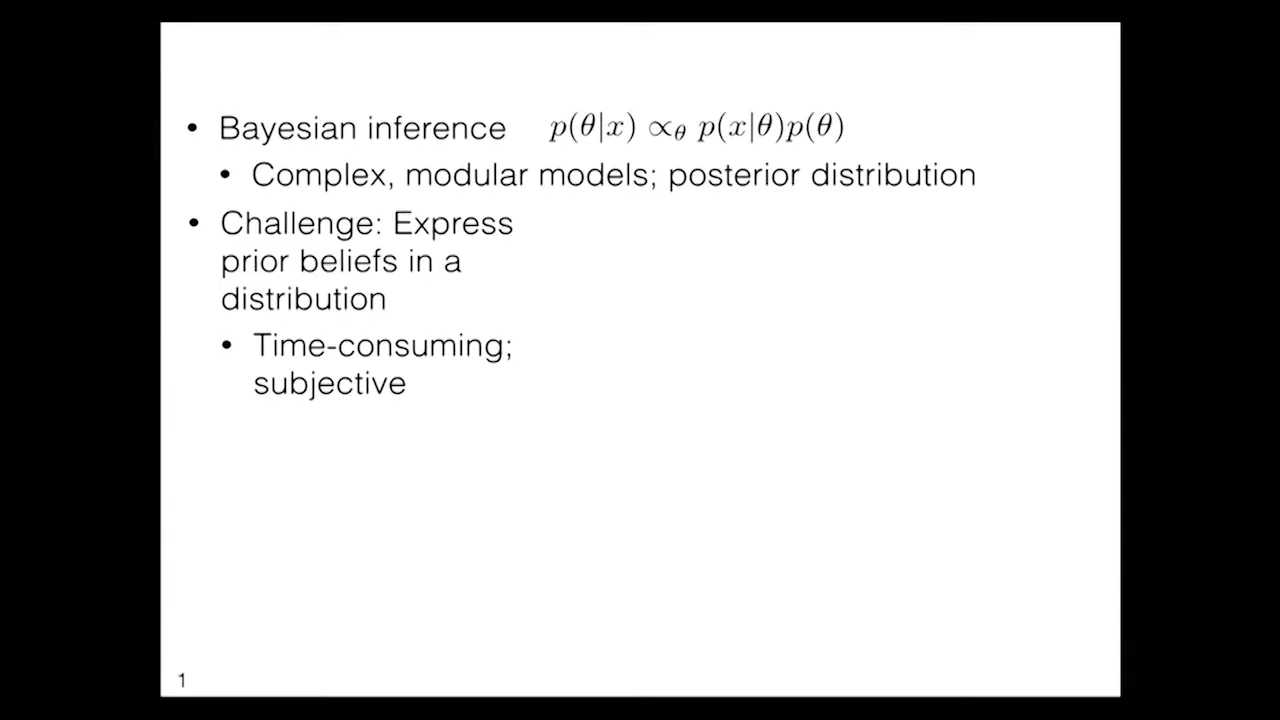 • Bayesian inference p(θ|x) ∝θ p(x|θ)p(θ)
• Complex, modular models; posterior distribution
• Challenge: Express
prior beliefs in a
distribution
• Time-consuming;
subjective
1